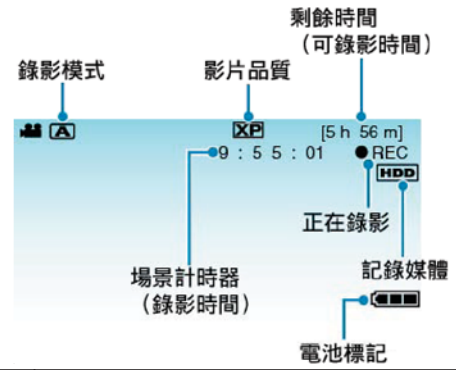 剩餘時間
（可錄影時間）
錄影模式
影片品質
A
XP
[5 h 56 m]
9 : 5 5 : 01
●REC
HDD
正在錄影
場景計時器
（錄影時間）
記錄媒體
電池標記